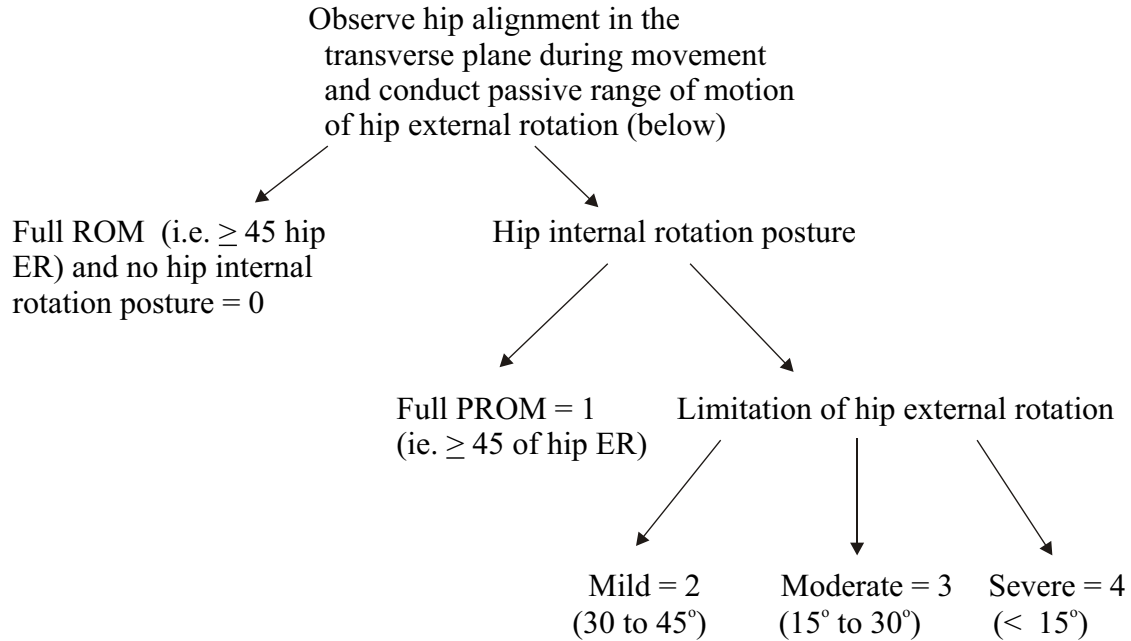 Observe hip alignment in the
transverse plane during movement
and conduct passive range of motion
of hip external rotation (below)
Full ROM (i.e. ≥ 45 hip
ER) and no hip internal
rotation posture = 0
Hip internal rotation posture
Full PROM = 1
(ie. ≥ 45 of hip ER)
Limitation of hip external rotation
Mild = 2
(30 to 45°)
Moderate = 3
(15° to 30°)
Severe = 4
(< 15°)